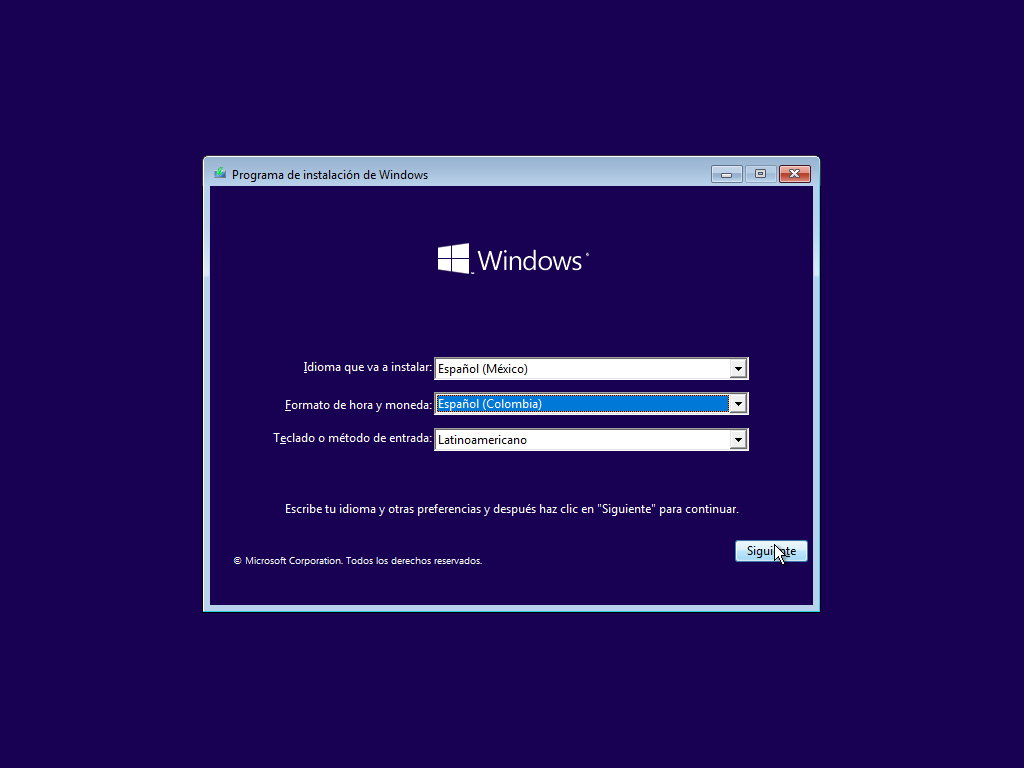 Programa de instalación de Windows
Windows
Idioma que va a instalar: Español (México)
Formato de hora y moneda: Español (Colombia)
Teclado o método de entrada: Latinoamericano
Escribe tu idioma y otras preferencias y después haz clic en "Siguiente" para continuar.
Siguiente
© Microsoft Corporation. Todos los derechos reservados.